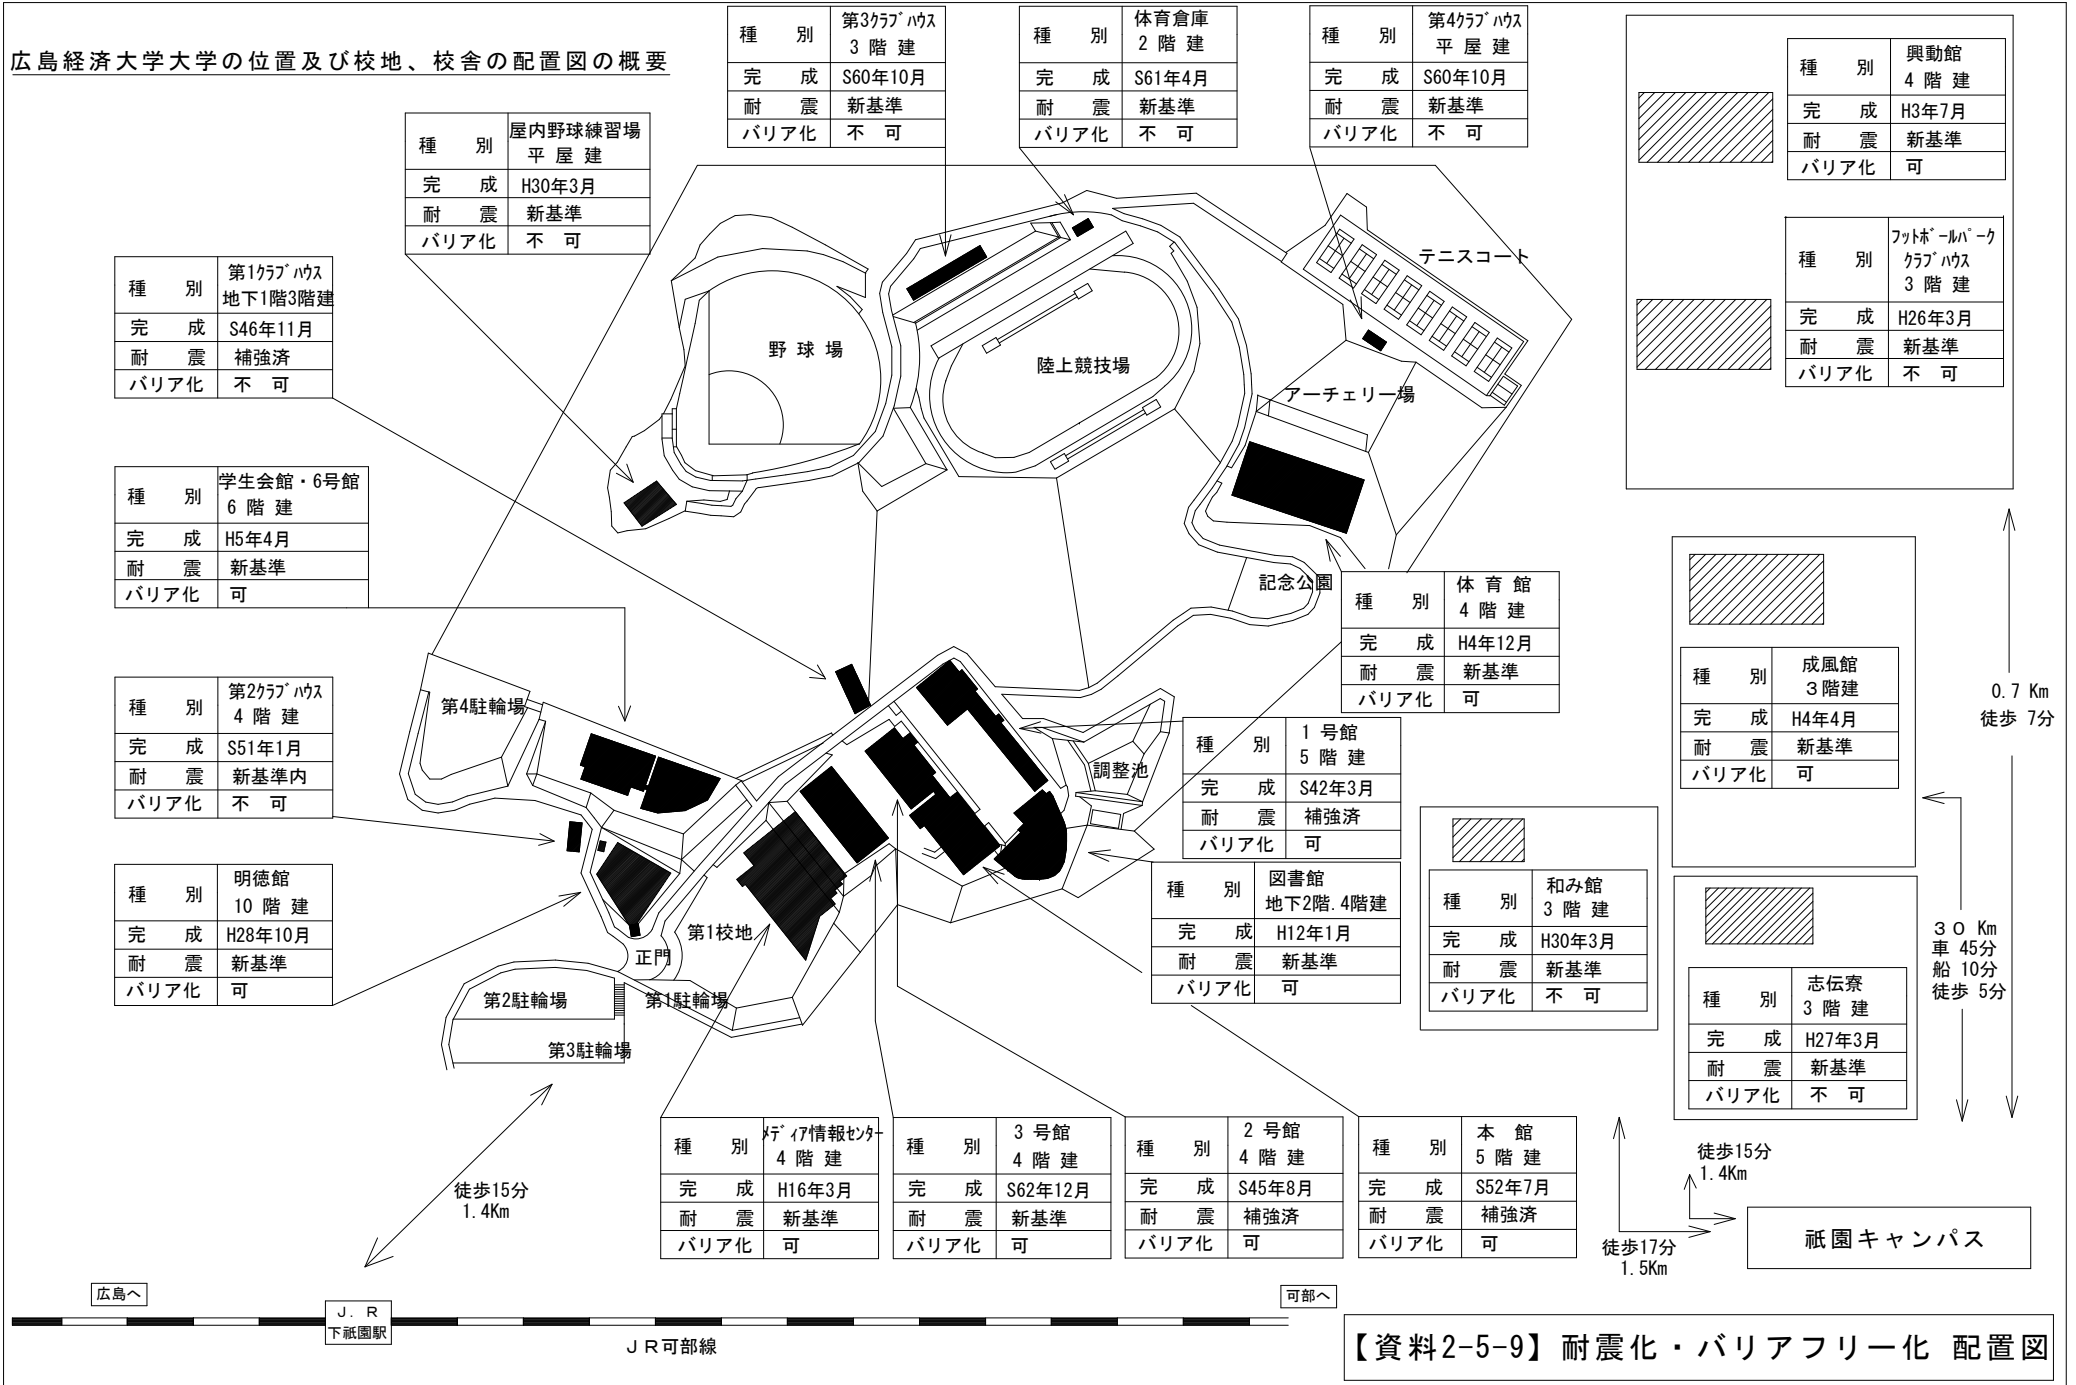 広島経済大学大学の位置及び校地、校舎の配置図の概要
種　別 第3クラブハウス
3 階 建
完　成 S60年10月
耐　震 新基準
バリア化 不 可
種　別 体育倉庫
2 階 建
完　成 S61年4月
耐　震 新基準
バリア化 不 可
種　別 第4クラブハウス
平 屋 建
完　成 S60年10月
耐　震 新基準
バリア化 不 可
種　別 興動館
4 階 建
完　成 H3年7月
耐　震 新基準
バリア化 可
種　別 屋内野球練習場
平 屋 建
完　成 H30年3月
耐　震 新基準
バリア化 不 可
種　別 フットボールパーク
クラブハウス
3 階 建
完　成 H26年3月
耐　震 新基準
バリア化 不 可
種　別 第1クラブハウス
地下1階3階建
完　成 S46年11月
耐　震 補強済
バリア化 不 可
テニスコート
野 球 場
陸上競技場
アーチェリー場
種　別 学生会館・6号館
6 階 建
完　成 H5年4月
耐　震 新基準
バリア化 可
記念公園
種　別 体 育 館
4 階 建
完　成 H4年12月
耐　震 新基準
バリア化 可
種　別 成風館
3階建
完　成 H4年4月
耐　震 新基準
バリア化 可
0.7 Km
徒歩 7分
種　別 第2クラブハウス
4 階 建
完　成 S51年1月
耐　震 新基準内
バリア化 不 可
第4駐輪場
調整池
種　別 1 号館
5 階 建
完　成 S42年3月
耐　震 補強済
バリア化 可
種　別 明徳館
10 階 建
完　成 H28年10月
耐　震 新基準
バリア化 可
種　別 図書館
地下2階.4階建
完　成 H12年1月
耐　震 新基準
バリア化 可
種　別 和み館
3 階 建
完　成 H30年3月
耐　震 新基準
バリア化 不 可
30 Km
車 45分
船 10分
徒歩 5分
種　別 志伝寮
3 階 建
完　成 H27年3月
耐　震 新基準
バリア化 不 可
第1校地
正門
第2駐輪場
第1駐輪場
第3駐輪場
種　別 メディア情報センター
4 階 建
完　成 H16年3月
耐　震 新基準
バリア化 可
種　別 3 号館
4 階 建
完　成 S62年12月
耐　震 新基準
バリア化 可
種　別 2 号館
4 階 建
完　成 S45年8月
耐　震 補強済
バリア化 可
種　別 本 館
5 階 建
完　成 S52年7月
耐　震 補強済
バリア化 可
徒歩15分
1.4Km
徒歩15分
1.4Km
徒歩17分
1.5Km
祇園キャンパス
広島へ
J. R
下祇園駅
可部へ
JR可部線
【資料2-5-9】耐震化・バリアフリー化 配置図